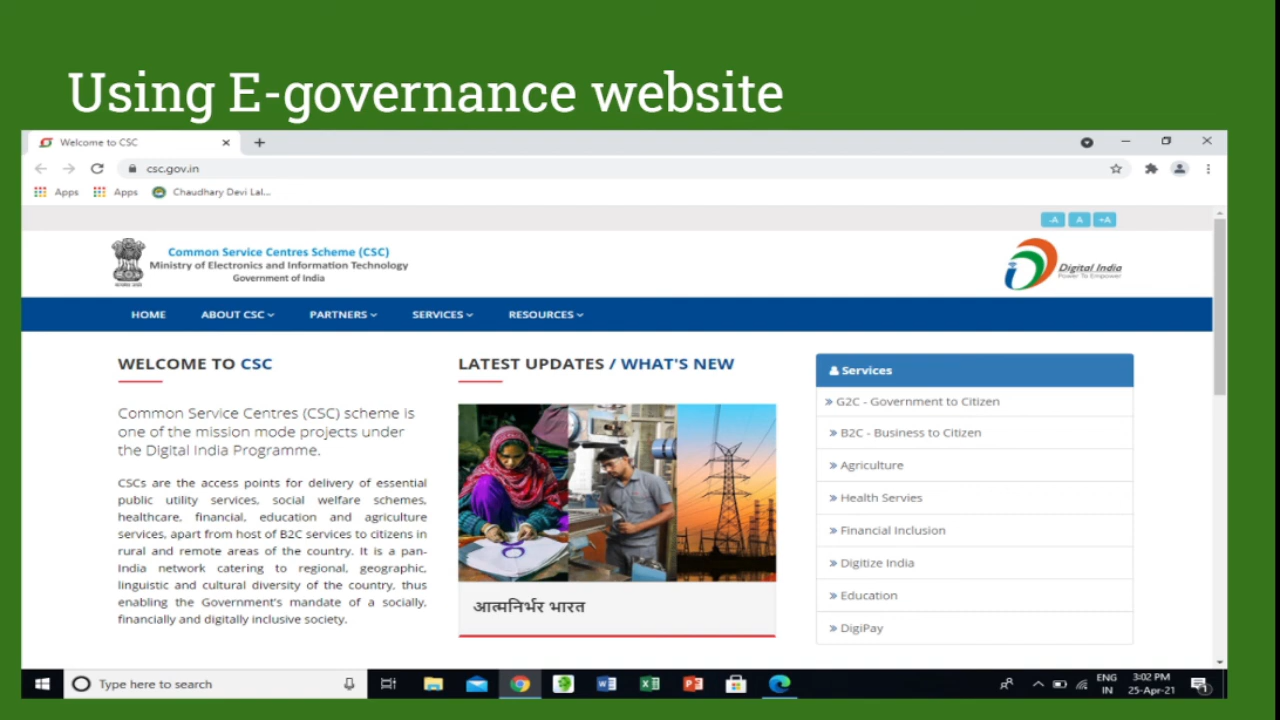 Using E-governance website
Welcome to CSC
csc.gov.in
Apps
Apps
Chaudhary Devi Lal...
-A
A
+A
Common Service Centres Scheme (CSC)
Ministry of Electronics and Information Technology
Government of India
Digital India
Power To Empower
HOME
ABOUT CSC
PARTNERS
SERVICES
RESOURCES
WELCOME TO CSC
Common Service Centres (CSC) scheme is
one of the mission mode projects under
the Digital India Programme.
CSCs are the access points for delivery of essential
public utility services, social welfare schemes,
healthcare, financial, education and agriculture
services, apart from host of B2C services to citizens in
rural and remote areas of the country. It is a pan-
India network catering to regional, geographic,
linguistic and cultural diversity of the country, thus
enabling the Government's mandate of a socially,
financially and digitally inclusive society.
LATEST UPDATES / WHAT'S NEW
आत्मनिर्भर भारत
Services
G2C - Government to Citizen
B2C - Business to Citizen
Agriculture
Health Servies
Financial Inclusion
Digitize India
Education
DigiPay
Type here to search
ENG
IN
3:02 PM
25-Apr-21
1